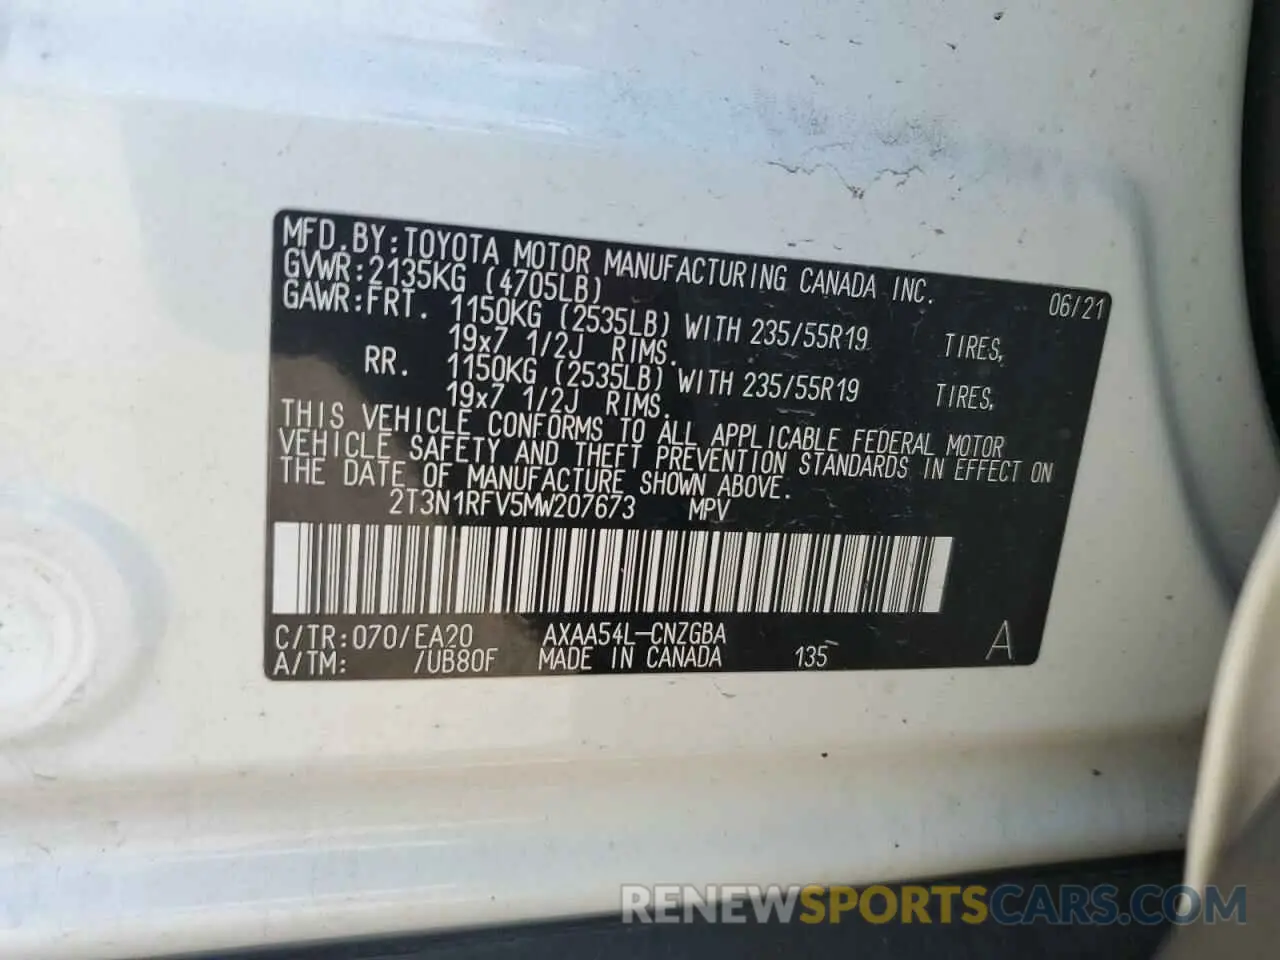 MFD.BY:TOYOTA MOTOR MANUFACTURING CANADA INC. 06/21
GVWR:2135KG (4705LB)
GAWR:FRT. 1150KG (2535LB) WITH 235/55R19 TIRES,
19x7 1/2J RIMS.
RR. 1150KG (2535LB) WITH 235/55R19 TIRES,
19x7 1/2J RIMS.
THIS VEHICLE CONFORMS TO ALL APPLICABLE FEDERAL MOTOR
VEHICLE SAFETY AND THEFT PREVENTION STANDARDS IN EFFECT ON
THE DATE OF MANUFACTURE SHOWN ABOVE.
2T3N1RFV5MW207673 MPV
C/TR:070/EA20 AXAA54L-CNZGBA
A/TM: /UB80F MADE IN CANADA 135 A
RENEWSPORTSCARS.COM